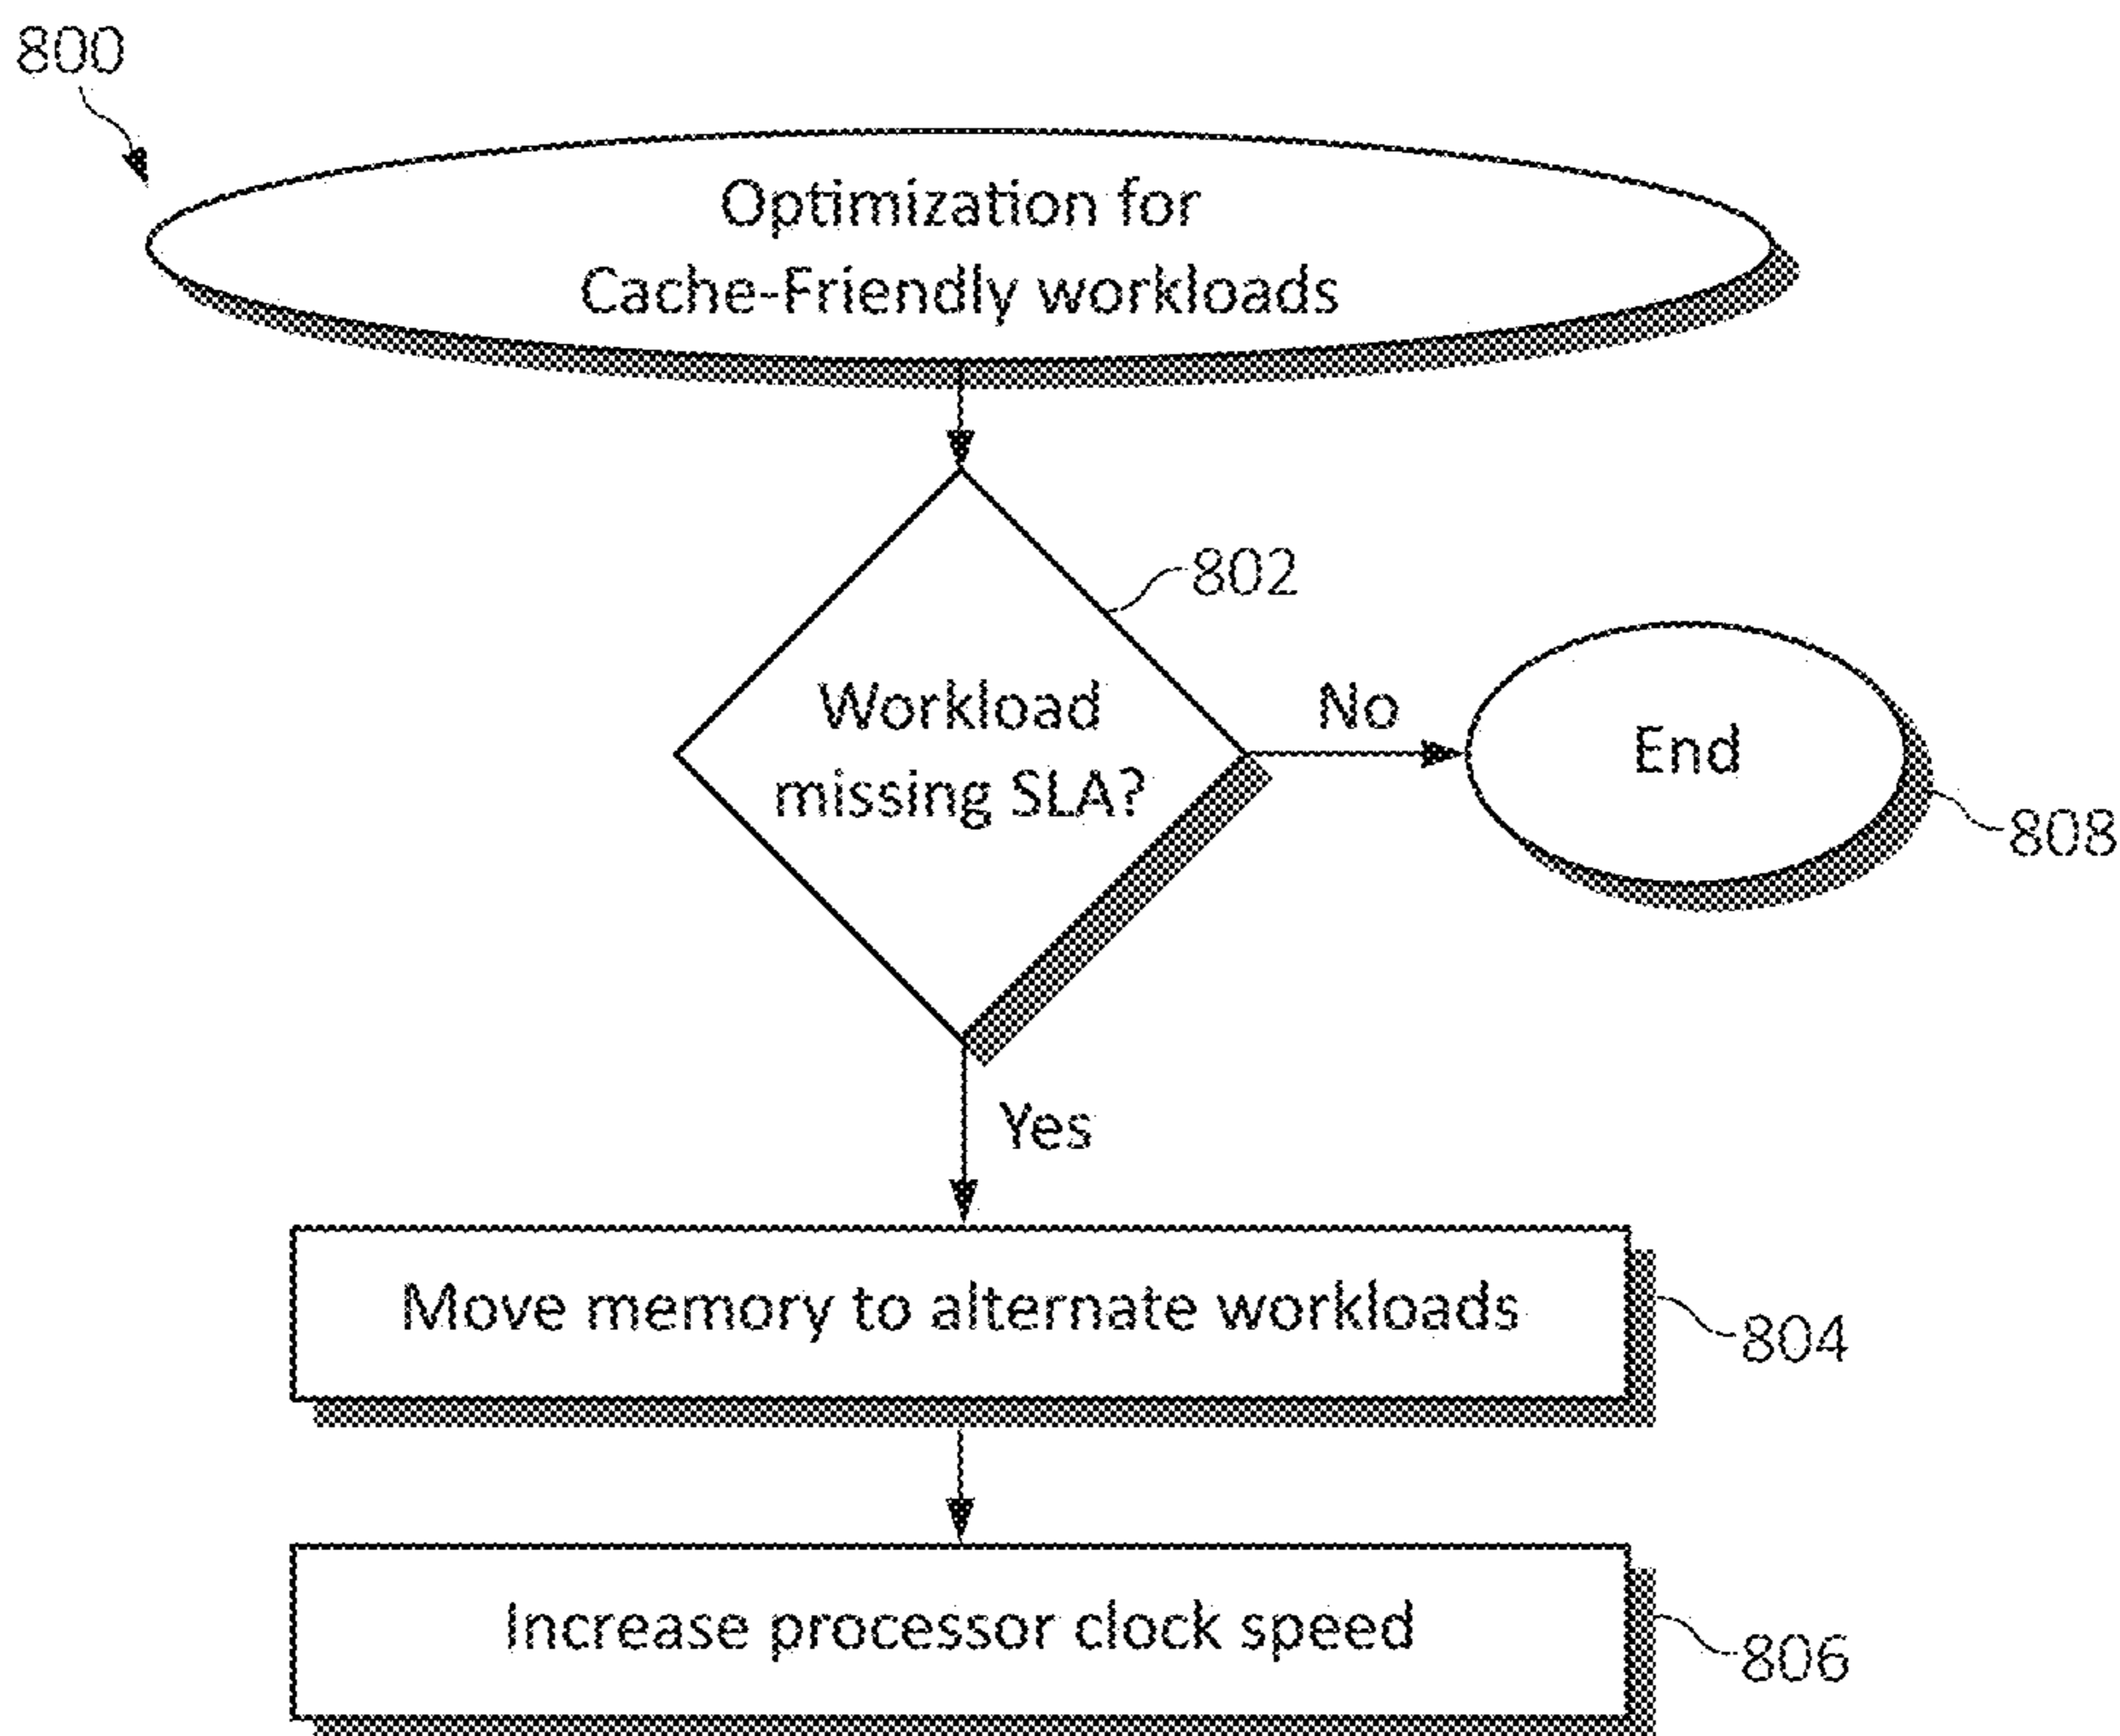 800
Optimization for
Cache-Friendly workloads
802
Workload
missing SLA?
No
End
808
Yes
Move memory to alternate workloads
804
Increase processor clock speed
806